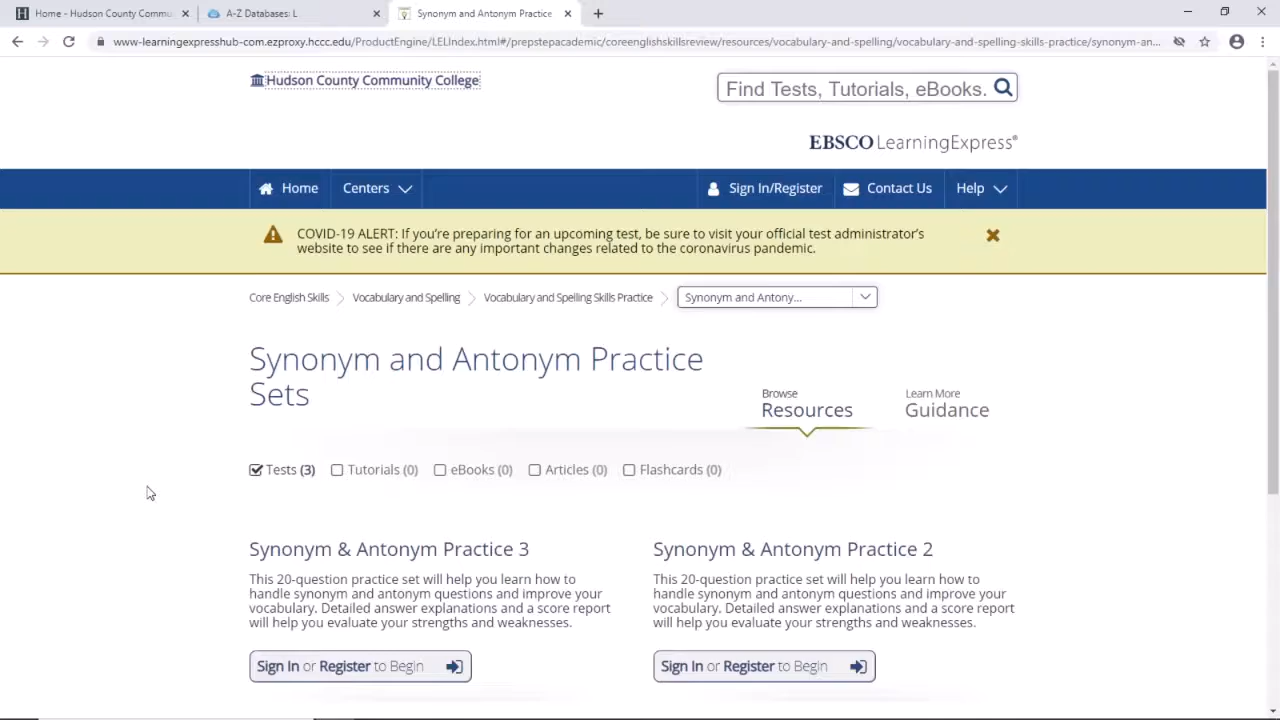 Home - Hudson County Commu
A-Z Databases: L
Synonym and Antonym Practice
www-learningexpresshub-com.ezproxy.hccc.edu/ProductEngine/LELIndex.html#/prepstepacademic/coreenglishskillsreview/resources/vocabulary-and-spelling/vocabulary-and-spelling-skills-practice/synonym-an...
Hudson County Community College
Find Tests, Tutorials, eBooks.
EBSCO LearningExpress®
Home
Centers
Sign In/Register
Contact Us
Help
COVID-19 ALERT: If you're preparing for an upcoming test, be sure to visit your official test administrator's
website to see if there are any important changes related to the coronavirus pandemic.
Core English Skills
Vocabulary and Spelling
Vocabulary and Spelling Skills Practice
Synonym and Antony...
Synonym and Antonym Practice
Sets
Browse
Resources
Learn More
Guidance
Tests (3)
Tutorials (0)
eBooks (0)
Articles (0)
Flashcards (0)
Synonym & Antonym Practice 3
This 20-question practice set will help you learn how to
handle synonym and antonym questions and improve your
vocabulary. Detailed answer explanations and a score report
will help you evaluate your strengths and weaknesses.
Sign In or Register to Begin
Synonym & Antonym Practice 2
This 20-question practice set will help you learn how to
handle synonym and antonym questions and improve your
vocabulary. Detailed answer explanations and a score report
will help you evaluate your strengths and weaknesses.
Sign In or Register to Begin